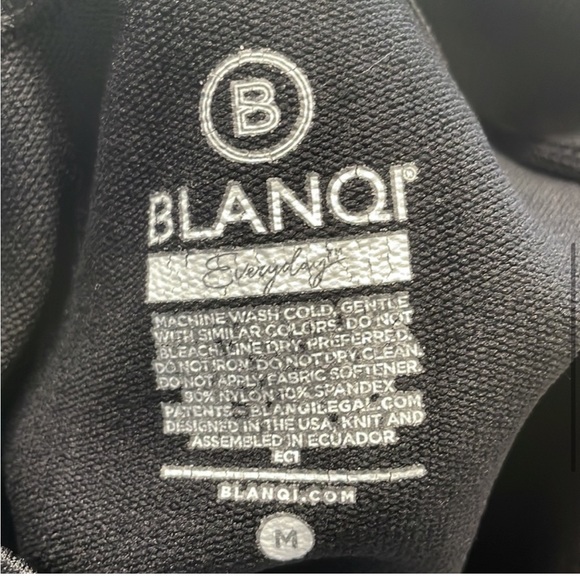 B
BLANQI®
Everyday™
MACHINE WASH COLD, GENTLE
WITH SIMILAR COLORS. DO NOT
BLEACH. LINE DRY PREFERRED.
DO NOT IRON. DO NOT DRY CLEAN.
DO NOT APPLY FABRIC SOFTENER.
90% NYLON 10% SPANDEX
PATENTS: BLANQILEGAL.COM
DESIGNED IN THE USA, KNIT AND
ASSEMBLED IN ECUADOR
EC1
BLANQI.COM
M